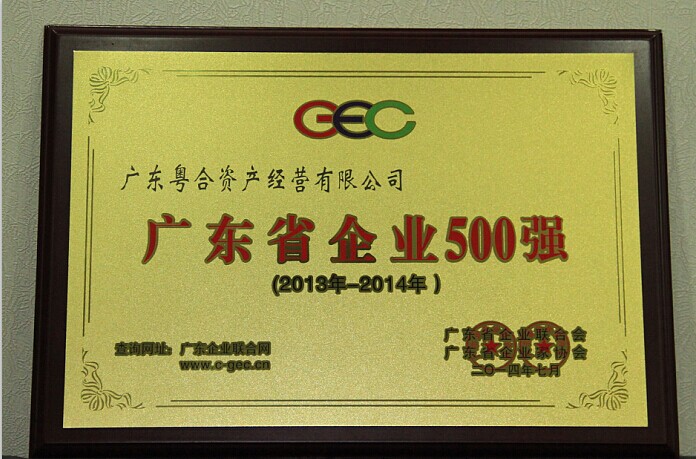 GEC
广东粤合资产经营有限公司
广东省企业500强
(2013年-2014年)
查询网址：广东企业联合网
www.c-gec.cn
广东省企业联合会
广东省企业家协会
二〇一四年七月